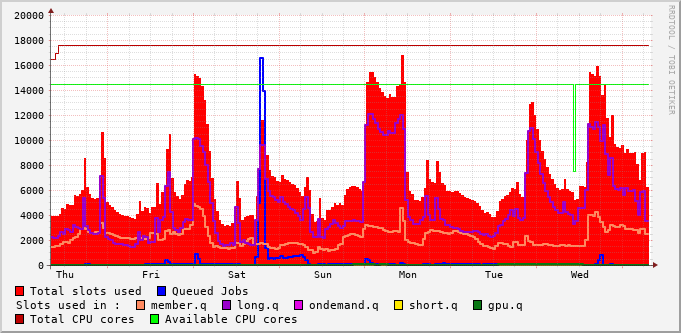 20000
18000
16000
14000
12000
10000
8000
6000
4000
2000
0
Thu Fri Sat Sun Mon Tue Wed
RRDTOOL / TOBI OETIKER
Total slots used Queued Jobs
Slots used in : member.q long.q ondemand.q short.q gpu.q
Total CPU cores Available CPU cores